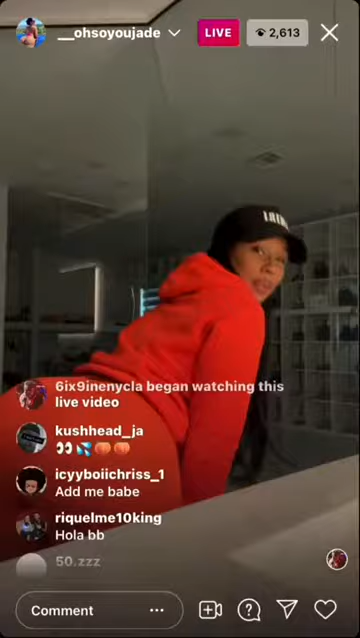 __ohsoyoujade
LIVE
2,613
6ix9inenycla began watching this
live video
kushhead_ja
👀💦🍑🍑
icyyboiichriss_1
Add me babe
riquelme10king
Hola bb
50.zzz
Comment